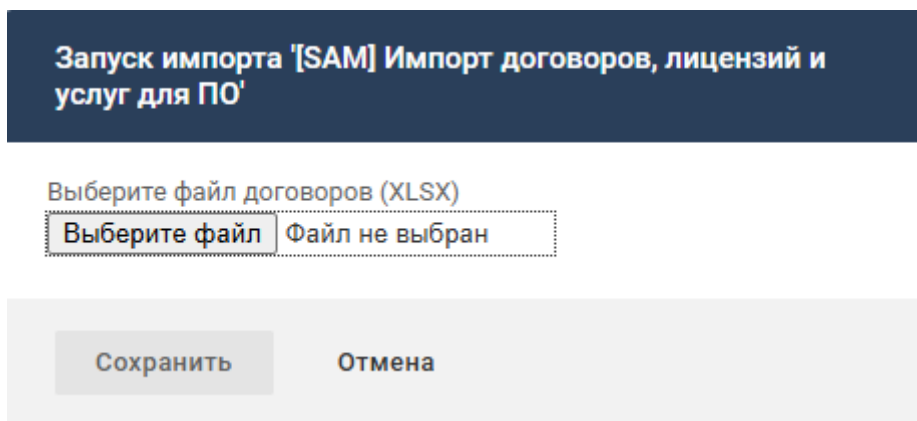 Запуск импорта '[SAM] Импорт договоров, лицензий и
услуг для ПО'
Выберите файл договоров (XLSX)
Выберите файл Файл не выбран
Сохранить Отмена